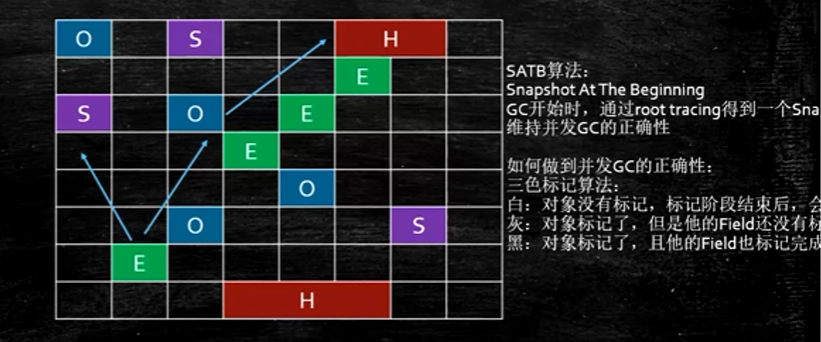 O S H
E
S O E
E
O
O S
E
H
SATB算法：
Snapshot At The Beginning
GC开始时，通过root tracing得到一个Sna
维持并发GC的正确性
如何做到并发GC的正确性：
三色标记算法：
白：对象没有标记，标记阶段结束后，会
灰：对象标记了，但是他的Field还没有标
黑：对象标记了，且他的Field也标记完成